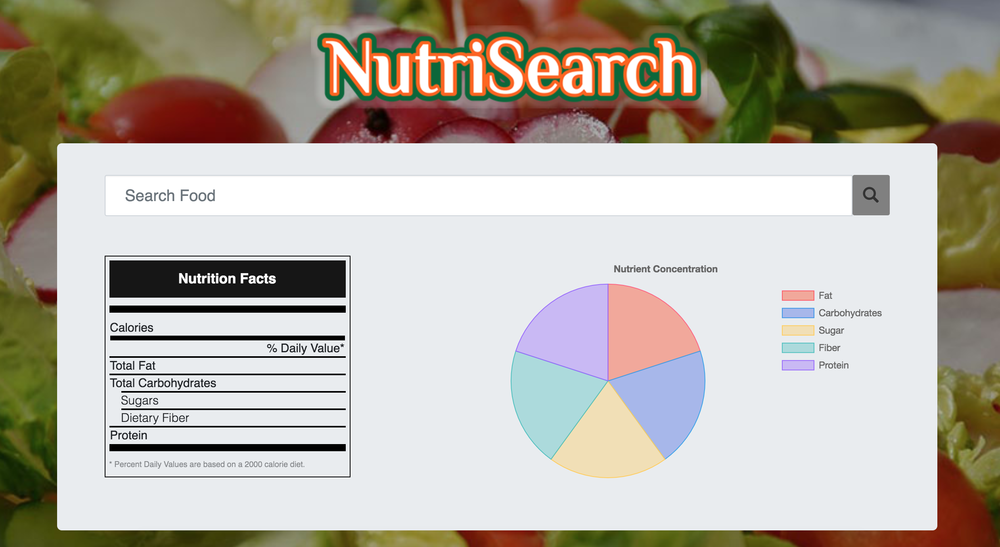 NutriSearch
Search Food
Nutrition Facts
Calories
% Daily Value*
Total Fat
Total Carbohydrates
Sugars
Dietary Fiber
Protein
* Percent Daily Values are based on a 2000 calorie diet.
Nutrient Concentration
Fat
Carbohydrates
Sugar
Fiber
Protein